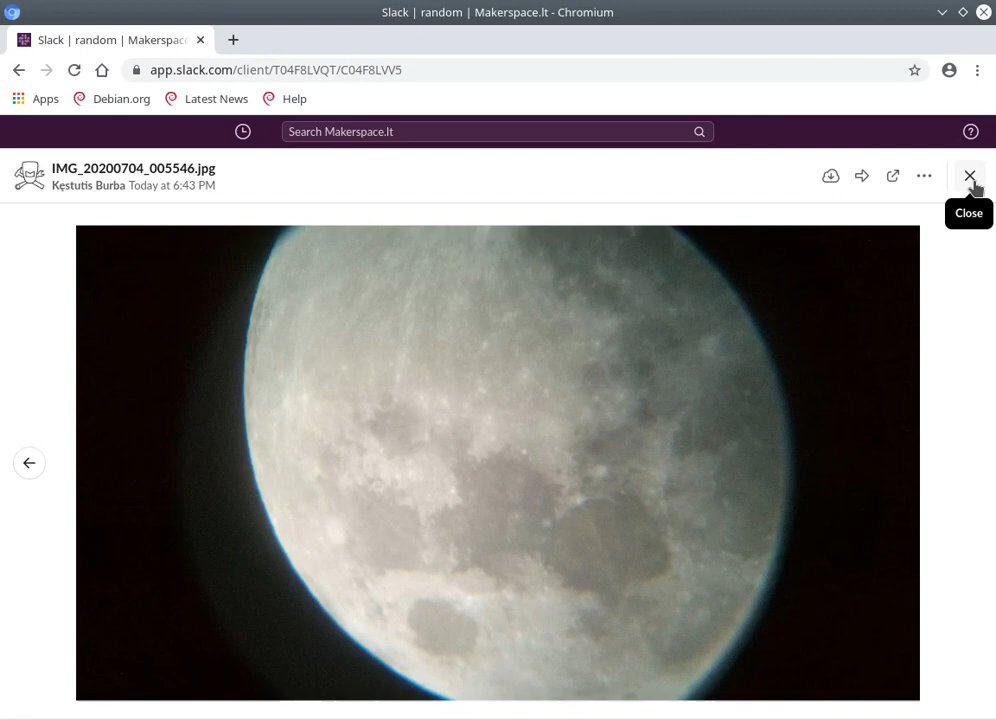 Slack | random | Makerspace.lt - Chromium
Slack | random | Makerspace
app.slack.com/client/T04F8LVQT/C04F8LVV5
Apps Debian.org Latest News Help
Search Makerspace.lt
IMG_20200704_005546.jpg
Kęstutis Burba Today at 6:43 PM
Close